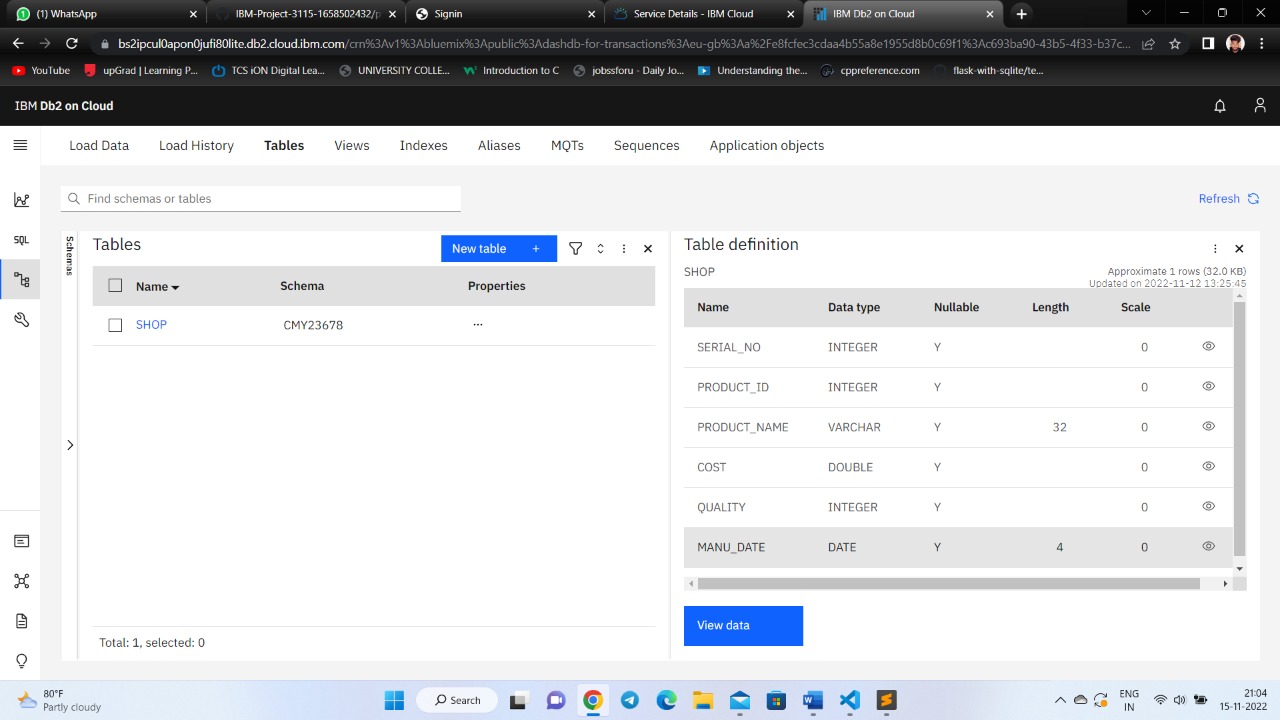 (1) WhatsApp
IBM-Project-3115-1658502432/p
Signin
Service Details - IBM Cloud
IBM Db2 on Cloud
bs2ipcul0apon0jufi80lite.db2.cloud.ibm.com/crn%3Av1%3Abluemix%3Apublic%3Adashdb-for-transactions%3Aeu-gb%3Aa%2Fe8fcfec3cdaa4b55a8e1955d8b0c69f1%3Ac693ba90-43b5-4f33-b37c...
YouTube
upGrad | Learning P...
TCS iON Digital Lea...
UNIVERSITY COLLE...
Introduction to C
jobssforu - Daily Jo...
Understanding the...
cppreference.com
flask-with-sqlite/te...
IBM Db2 on Cloud
Load Data
Load History
Tables
Views
Indexes
Aliases
MQTs
Sequences
Application objects
SQL
Find schemas or tables
Refresh
Schemas
Tables
New table +
Name Schema Properties
SHOP CMY23678 ...
Total: 1, selected: 0
Table definition
SHOP
Approximate 1 rows (32.0 KB)
Updated on 2022-11-12 13:25:45
Name Data type Nullable Length Scale
SERIAL_NO INTEGER Y 0
PRODUCT_ID INTEGER Y 0
PRODUCT_NAME VARCHAR Y 32 0
COST DOUBLE Y 0
QUALITY INTEGER Y 0
MANU_DATE DATE Y 4 0
View data
80°F
Partly cloudy
Search
ENG
IN
21:04
15-11-2022